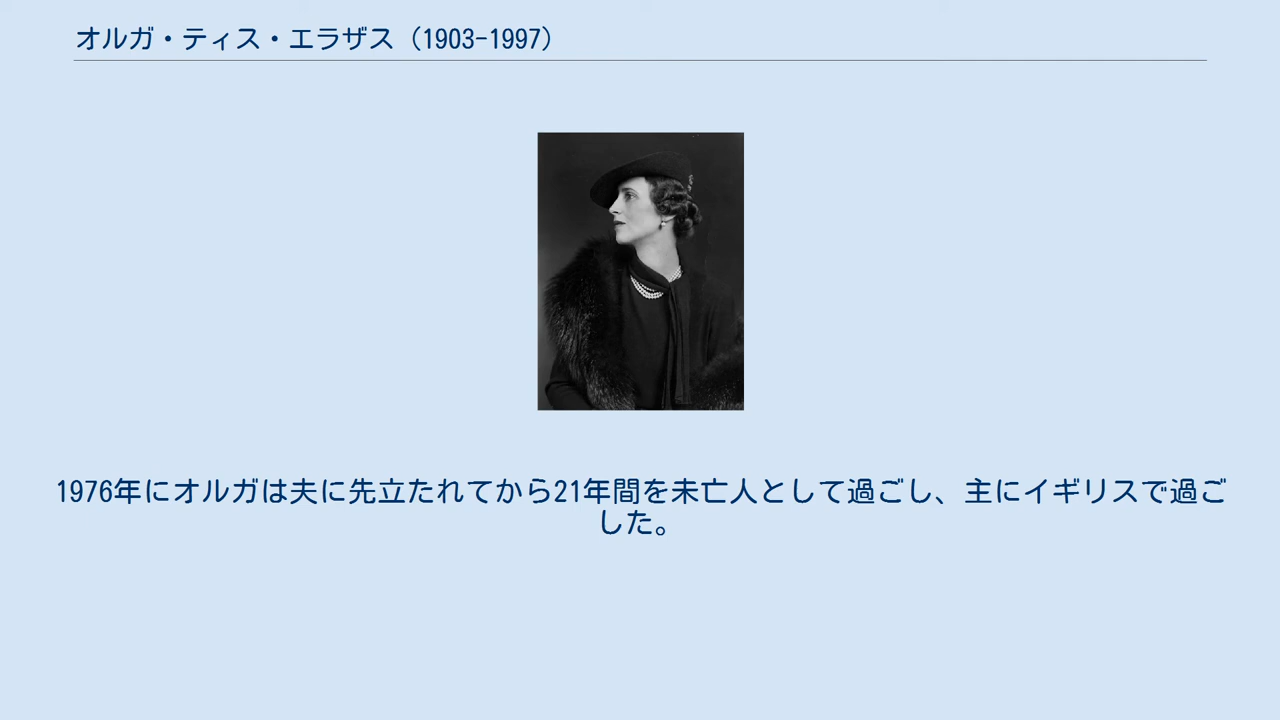 オルガ・ティス・エラザス（1903-1997）
1976年にオルガは夫に先立たれてから21年間を未亡人として過ごし、主にイギリスで過ご
した。